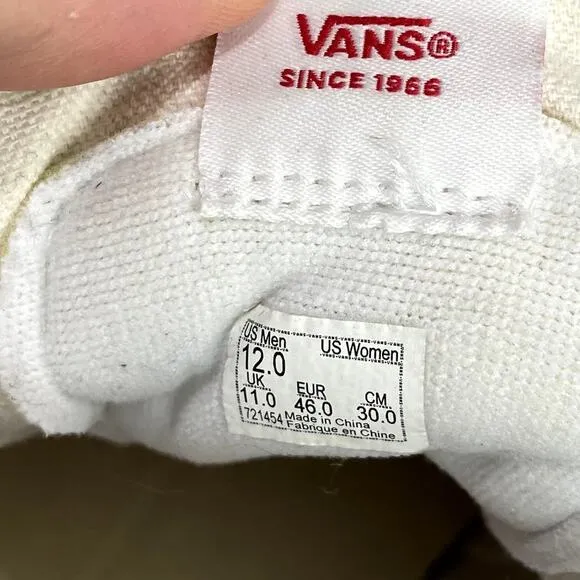 VANS®
SINCE 1966
US Men US Women
12.0
UK EUR CM
11.0 46.0 30.0
721454 Made in China
Fabrique en Chine